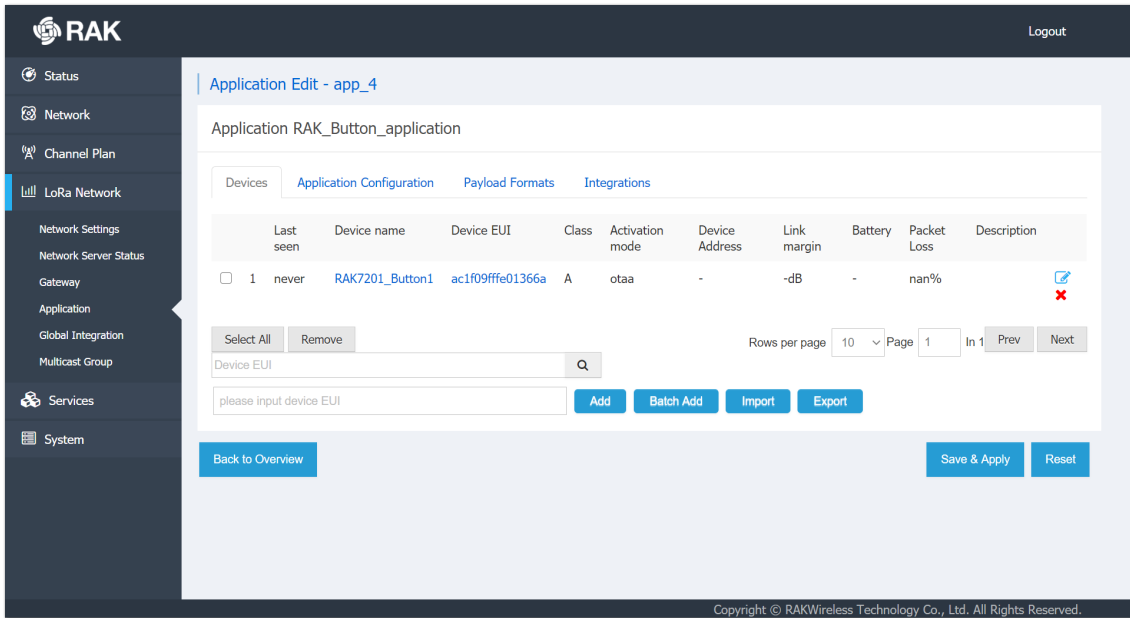 RAK
Logout
Status
Network
Channel Plan
LoRa Network
Network Settings
Network Server Status
Gateway
Application
Global Integration
Multicast Group
Services
System
Application Edit - app_4
Application RAK_Button_application
Devices Application Configuration Payload Formats Integrations
Last seen Device name Device EUI Class Activation mode Device Address Link margin Battery Packet Loss Description
1 never RAK7201_Button1 ac1f09fffe01366a A otaa - -dB - nan%
Select All Remove Rows per page 10 Page 1 In 1 Prev Next
Device EUI
please input device EUI Add Batch Add Import Export
Back to Overview Save & Apply Reset
Copyright © RAKWireless Technology Co., Ltd. All Rights Reserved.